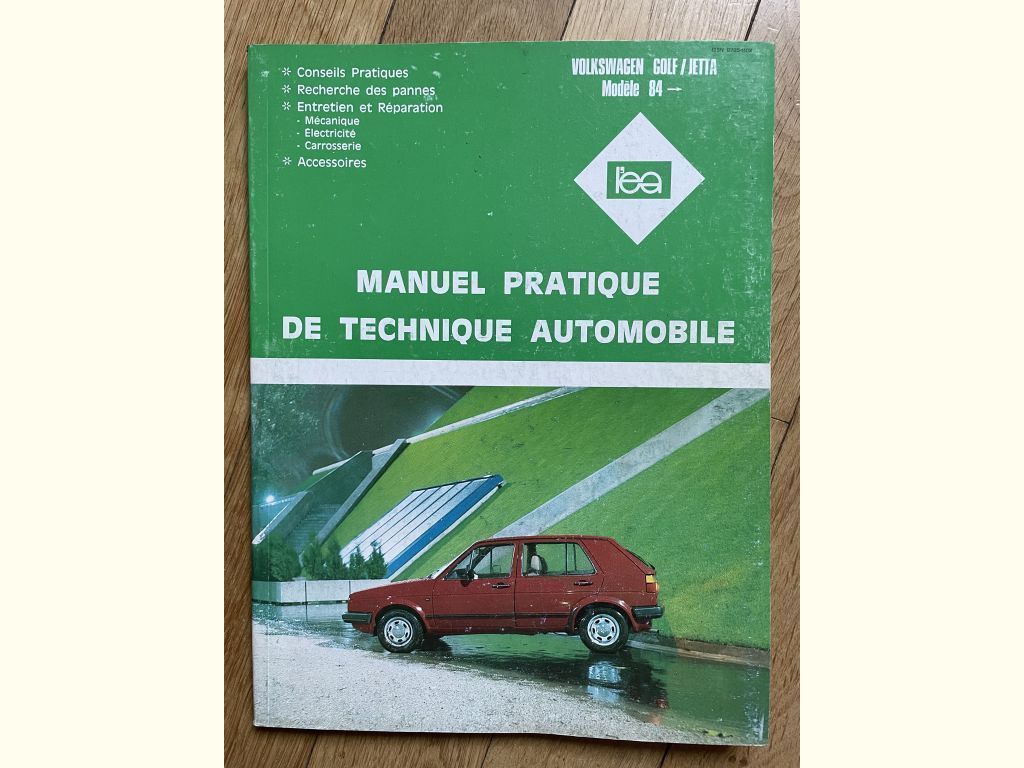 VOLKSWAGEN GOLF/JETTA
Modèle 84 →
✲ Conseils Pratiques
✲ Recherche des pannes
✲ Entretien et Réparation
- Mécanique
- Électricité
- Carrosserie
✲ Accessoires
l'ea
MANUEL PRATIQUE
DE TECHNIQUE AUTOMOBILE